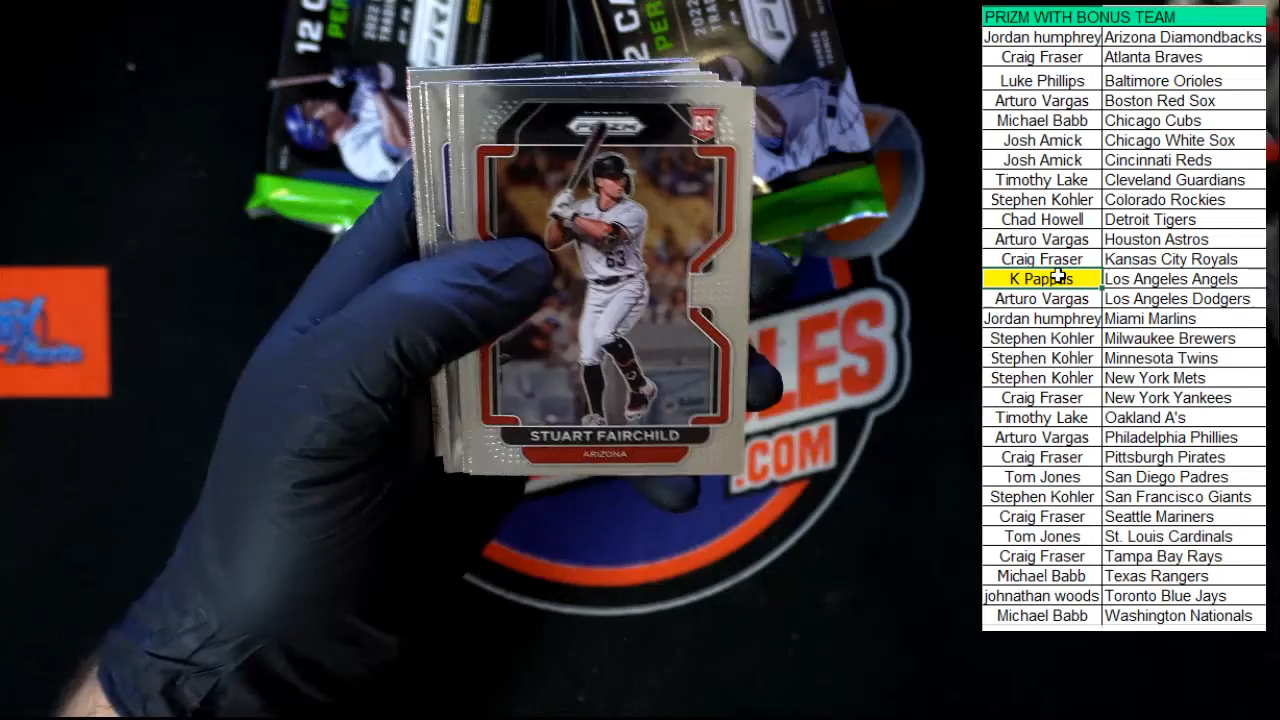 PRIZM WITH BONUS TEAM
Jordan humphrey Arizona Diamondbacks
Craig Fraser Atlanta Braves
Luke Phillips Baltimore Orioles
Arturo Vargas Boston Red Sox
Michael Babb Chicago Cubs
Josh Amick Chicago White Sox
Josh Amick Cincinnati Reds
Timothy Lake Cleveland Guardians
Stephen Kohler Colorado Rockies
Chad Howell Detroit Tigers
Arturo Vargas Houston Astros
Craig Fraser Kansas City Royals
K Los Angeles Angels
Arturo Vargas Los Angeles Dodgers
Jordan humphrey Miami Marlins
Stephen Kohler Milwaukee Brewers
Stephen Kohler Minnesota Twins
Stephen Kohler New York Mets
Craig Fraser New York Yankees
Timothy Lake Oakland A's
Arturo Vargas Philadelphia Phillies
Craig Fraser Pittsburgh Pirates
Tom Jones San Diego Padres
Stephen Kohler San Francisco Giants
Craig Fraser Seattle Mariners
Tom Jones St. Louis Cardinals
Craig Fraser Tampa Bay Rays
Michael Babb Texas Rangers
johnathan woods Toronto Blue Jays
Michael Babb Washington Nationals
12
PER
2022
PRIZM
RC
63
STUART FAIRCHILD
ARIZONA
.COM